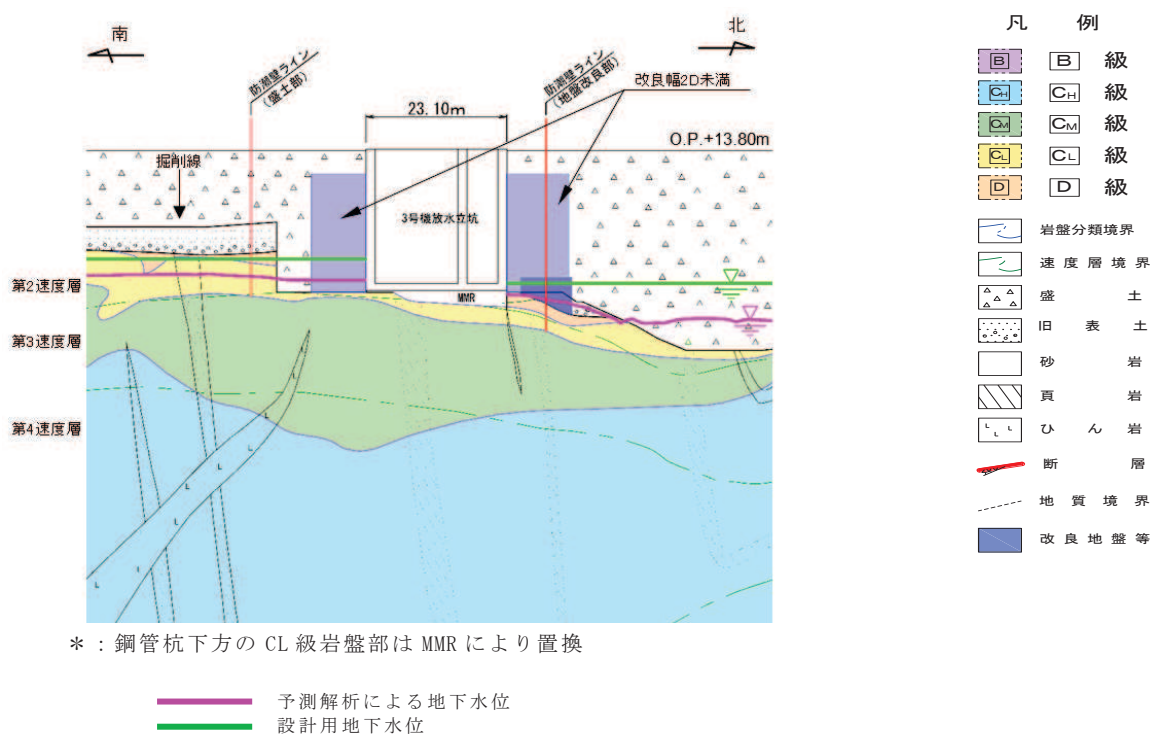 南
北
防潮壁ライン
(盛土部)
防潮壁ライン
(地盤改良部)
改良幅2D未満
23.10m
O.P.+13.80m
掘削線
3号機放水立坑
MMR
第2速度層
第3速度層
第4速度層
L
L
L
L
L
L
L
L
凡 例
B B 級
CH CH 級
CM CM 級
CL CL 級
D D 級
岩盤分類境界
速度層境界
盛 土
旧 表 土
砂 岩
頁 岩
L L L ひ ん 岩
断 層
地 質 境 界
改 良 地 盤 等
*:鋼管杭下方の CL 級岩盤部は MMR により置換
予測解析による地下水位
設計用地下水位